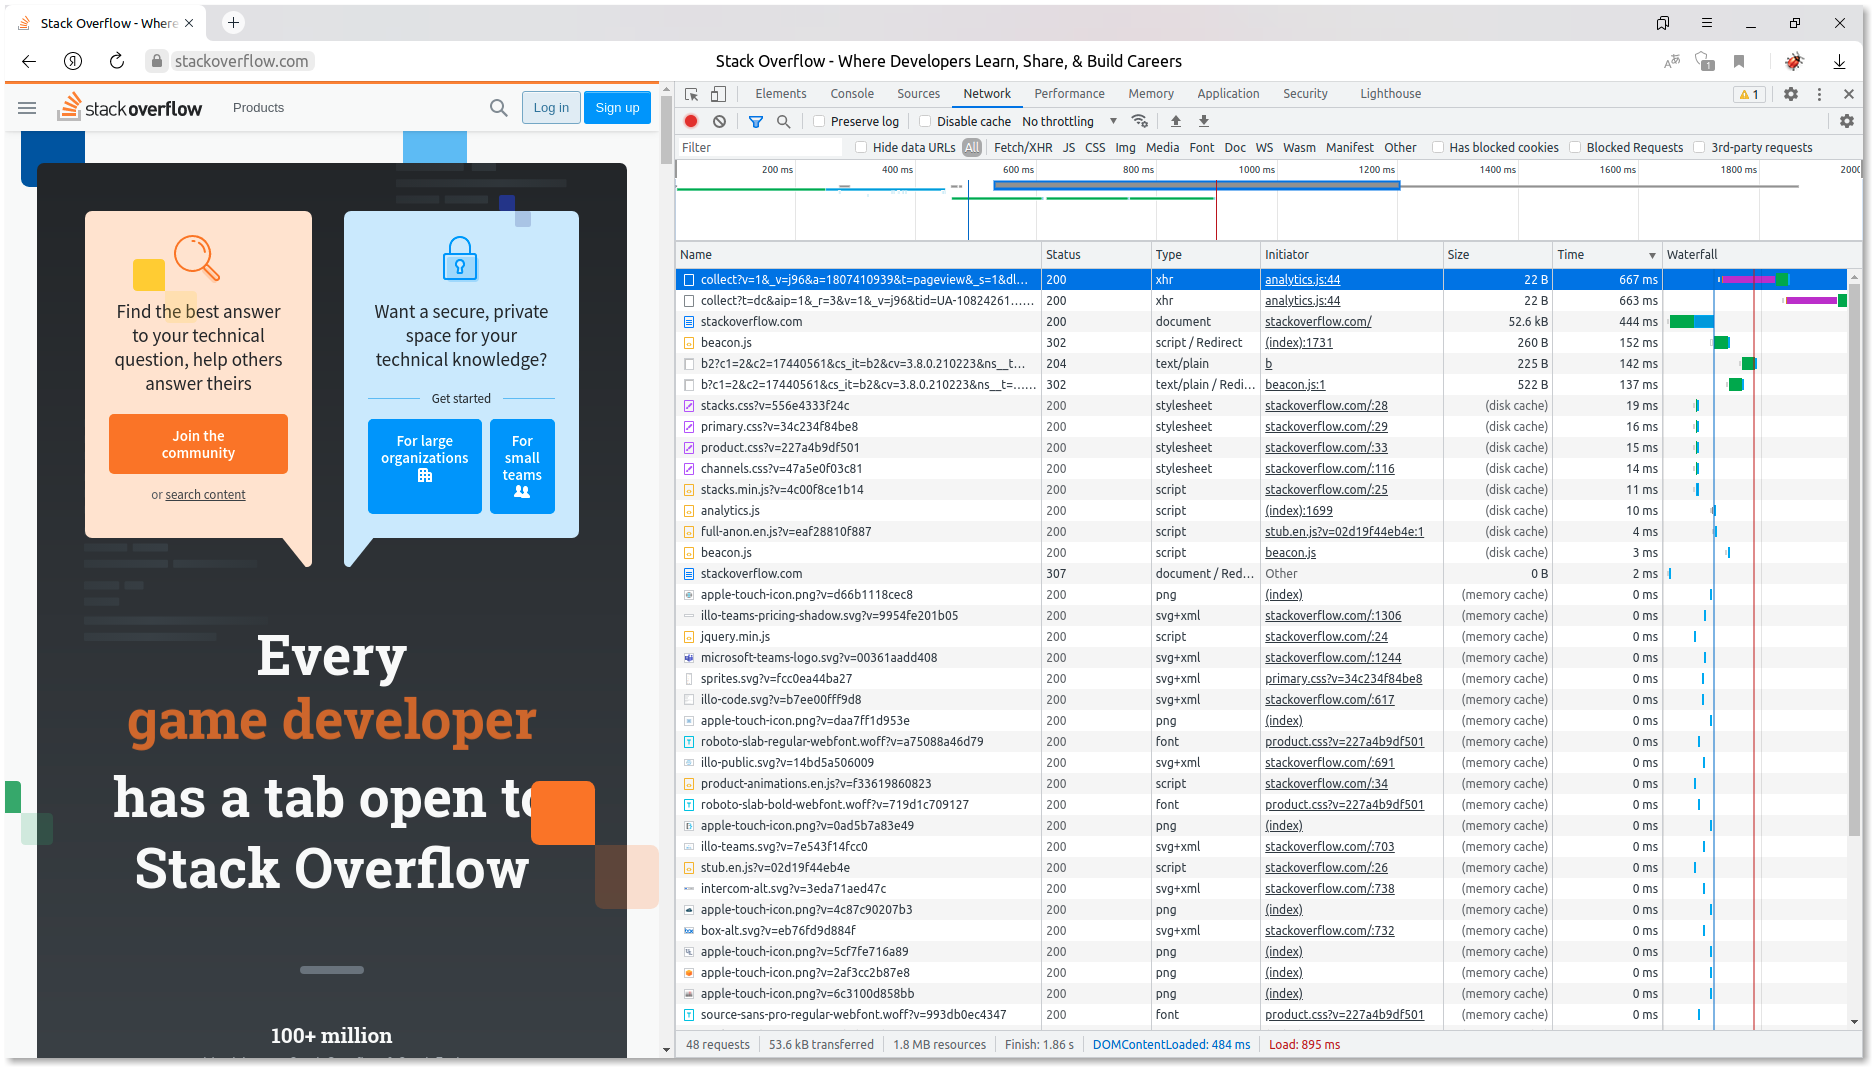 Stack Overflow - Where
stackoverflow.com
Stack Overflow - Where Developers Learn, Share, & Build Careers
1
stackoverflow
Products
Log in
Sign up
Find the best answer
to your technical
question, help others
answer theirs
Join the
community
or search content
Want a secure, private
space for your
technical knowledge?
Get started
For large
organizations
For
small
teams
Every
game developer
has a tab open to
Stack Overflow
100+ million
Elements Console Sources Network Performance Memory Application Security Lighthouse 1
Preserve log Disable cache No throttling
Filter Hide data URLs All Fetch/XHR JS CSS Img Media Font Doc WS Wasm Manifest Other Has blocked cookies Blocked Requests 3rd-party requests
200 ms 400 ms 600 ms 800 ms 1000 ms 1200 ms 1400 ms 1600 ms 1800 ms 2000
Name Status Type Initiator Size Time Waterfall
collect?v=1&_v=j96&a=1807410939&t=pageview&_s=1&dl... 200 xhr analytics.js:44 22 B 667 ms
collect?t=dc&aip=1&_r=3&v=1&_v=j96&tid=UA-10824261...... 200 xhr analytics.js:44 22 B 663 ms
stackoverflow.com 200 document stackoverflow.com/ 52.6 kB 444 ms
beacon.js 302 script / Redirect (index):1731 260 B 152 ms
b2?c1=2&c2=17440561&cs_it=b2&cv=3.8.0.210223&ns__t... 204 text/plain b 225 B 142 ms
b?c1=2&c2=17440561&cs_it=b2&cv=3.8.0.210223&ns__t=...... 302 text/plain / Redi... beacon.js:1 522 B 137 ms
stacks.css?v=556e4333f24c 200 stylesheet stackoverflow.com/:28 (disk cache) 19 ms
primary.css?v=34c234f84be8 200 stylesheet stackoverflow.com/:29 (disk cache) 16 ms
product.css?v=227a4b9df501 200 stylesheet stackoverflow.com/:33 (disk cache) 15 ms
channels.css?v=47a5e0f03c81 200 stylesheet stackoverflow.com/:116 (disk cache) 14 ms
stacks.min.js?v=4c00f8ce1b14 200 script stackoverflow.com/:25 (disk cache) 11 ms
analytics.js 200 script (index):1699 (disk cache) 10 ms
full-anon.en.js?v=eaf28810f887 200 script stub.en.js?v=02d19f44eb4e:1 (disk cache) 4 ms
beacon.js 200 script beacon.js (disk cache) 3 ms
stackoverflow.com 307 document / Red... Other 0 B 2 ms
apple-touch-icon.png?v=d66b1118cec8 200 png (index) (memory cache) 0 ms
illo-teams-pricing-shadow.svg?v=9954fe201b05 200 svg+xml stackoverflow.com/:1306 (memory cache) 0 ms
jquery.min.js 200 script stackoverflow.com/:24 (memory cache) 0 ms
microsoft-teams-logo.svg?v=00361aadd408 200 svg+xml stackoverflow.com/:1244 (memory cache) 0 ms
sprites.svg?v=fcc0ea44ba27 200 svg+xml primary.css?v=34c234f84be8 (memory cache) 0 ms
illo-code.svg?v=b7ee00fff9d8 200 svg+xml stackoverflow.com/:617 (memory cache) 0 ms
apple-touch-icon.png?v=daa7ff1d953e 200 png (index) (memory cache) 0 ms
roboto-slab-regular-webfont.woff?v=a75088a46d79 200 font product.css?v=227a4b9df501 (memory cache) 0 ms
illo-public.svg?v=14bd5a506009 200 svg+xml stackoverflow.com/:691 (memory cache) 0 ms
product-animations.en.js?v=f33619860823 200 script stackoverflow.com/:34 (memory cache) 0 ms
roboto-slab-bold-webfont.woff?v=719d1c709127 200 font product.css?v=227a4b9df501 (memory cache) 0 ms
apple-touch-icon.png?v=0ad5b7a83e49 200 png (index) (memory cache) 0 ms
illo-teams.svg?v=7e543f14fcc0 200 svg+xml stackoverflow.com/:703 (memory cache) 0 ms
stub.en.js?v=02d19f44eb4e 200 script stackoverflow.com/:26 (memory cache) 0 ms
intercom-alt.svg?v=3eda71aed47c 200 svg+xml stackoverflow.com/:738 (memory cache) 0 ms
apple-touch-icon.png?v=4c87c90207b3 200 png (index) (memory cache) 0 ms
box-alt.svg?v=eb76fd9d884f 200 svg+xml stackoverflow.com/:732 (memory cache) 0 ms
apple-touch-icon.png?v=5cf7fe716a89 200 png (index) (memory cache) 0 ms
apple-touch-icon.png?v=2af3cc2b87e8 200 png (index) (memory cache) 0 ms
apple-touch-icon.png?v=6c3100d858bb 200 png (index) (memory cache) 0 ms
source-sans-pro-regular-webfont.woff?v=993db0ec4347 200 font product.css?v=227a4b9df501 (memory cache) 0 ms
48 requests 53.6 kB transferred 1.8 MB resources Finish: 1.86 s DOMContentLoaded: 484 ms Load: 895 ms